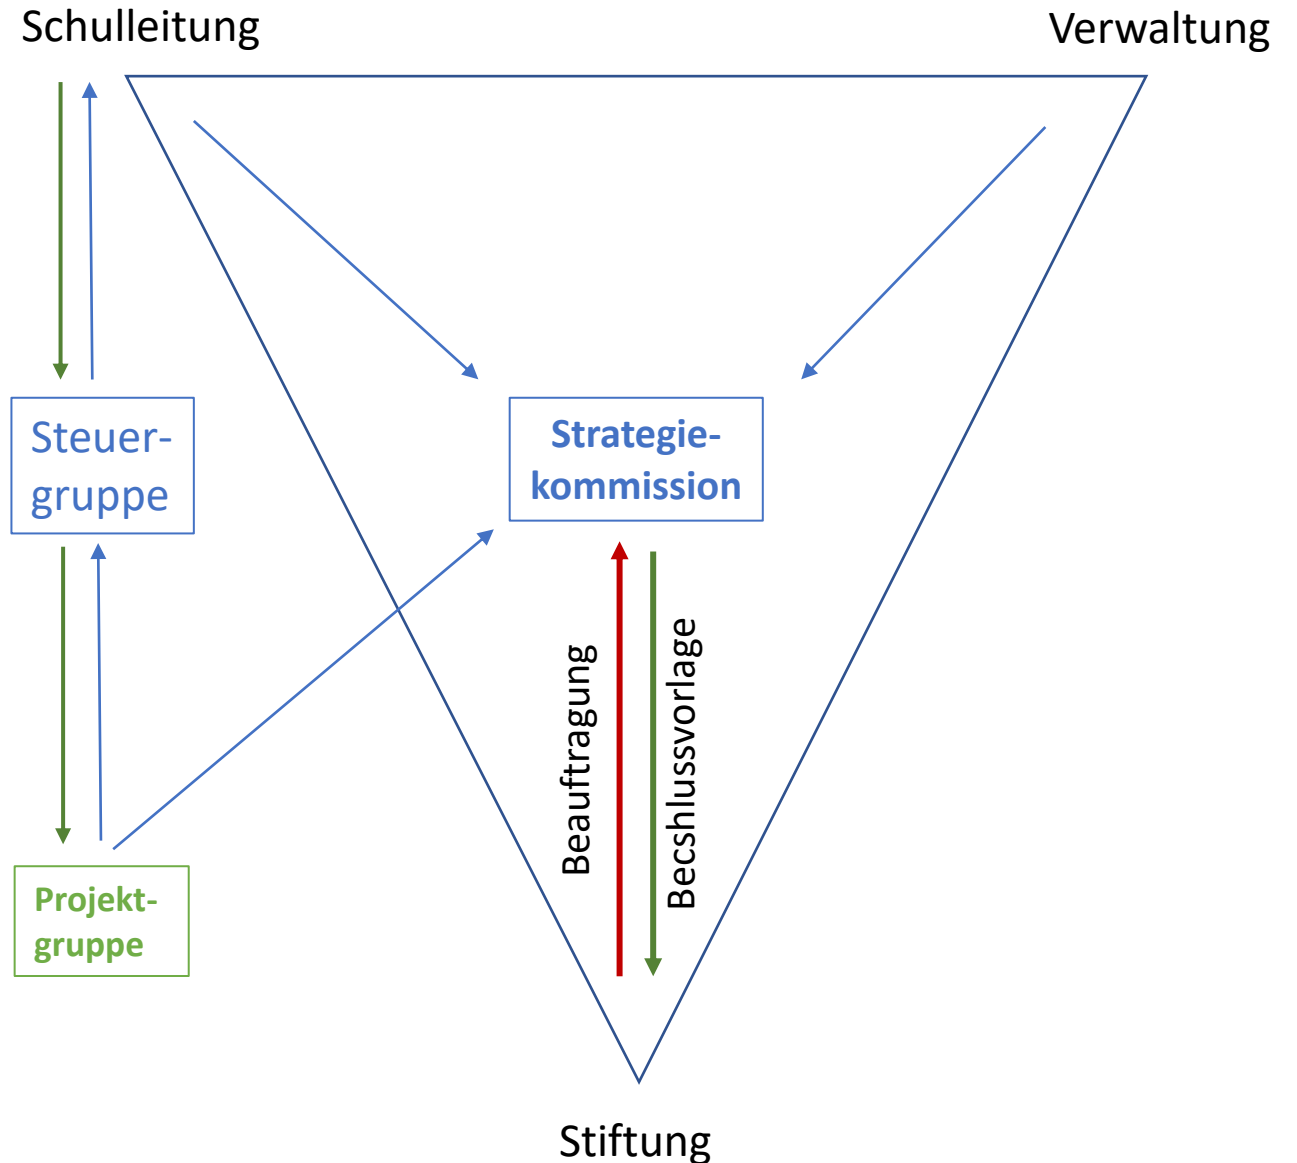 Schulleitung
Verwaltung
Steuer-
gruppe
Strategie-
kommission
Beauftragung
Becshlussvorlage
Projekt-
gruppe
Stiftung